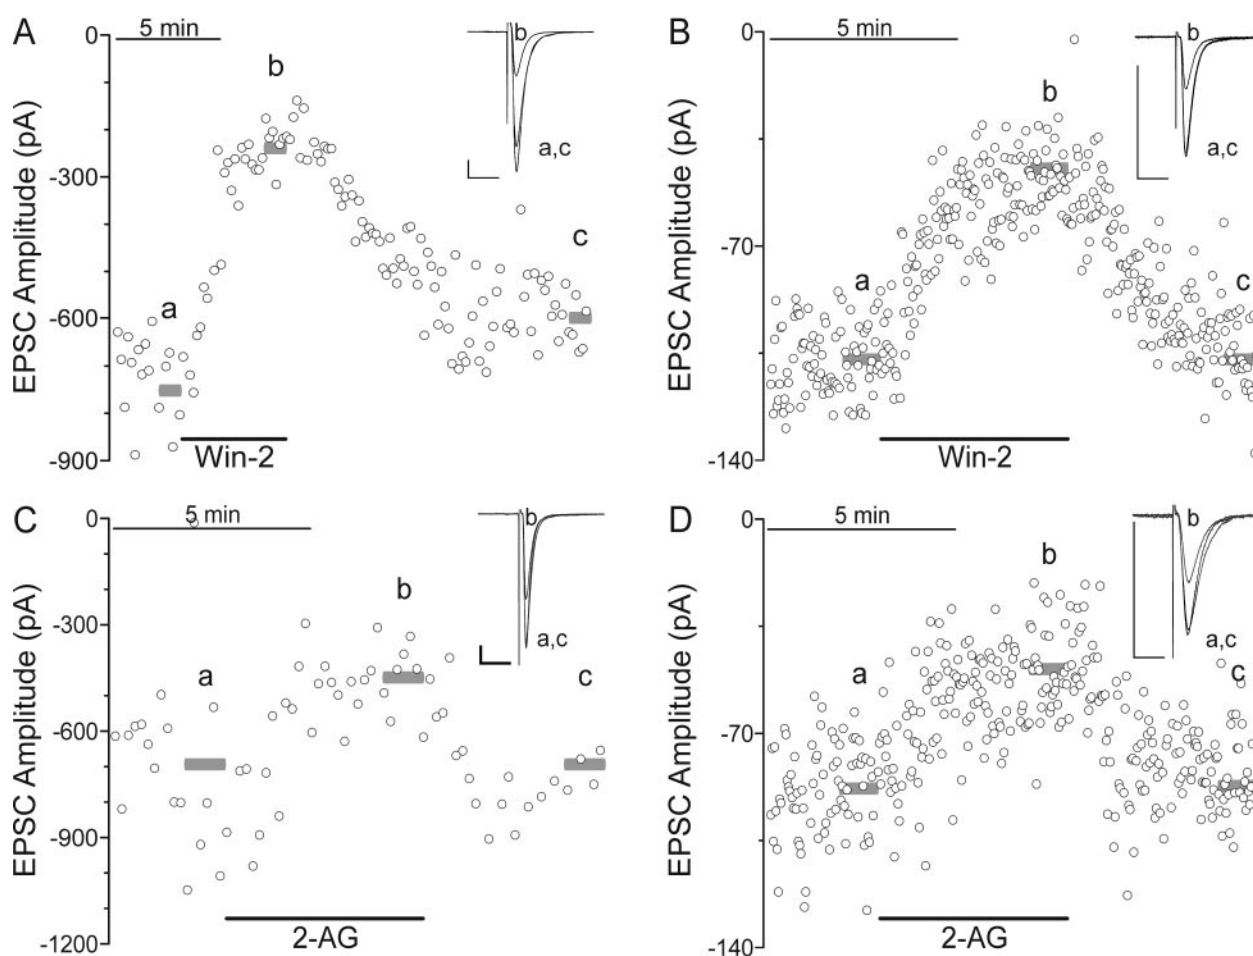 A
EPSC Amplitude (pA)
0
-300
-600
-900
5 min
a
b
c
b
a,c
Win-2
B
EPSC Amplitude (pA)
0
-70
-140
5 min
a
b
c
b
a,c
Win-2
C
EPSC Amplitude (pA)
0
-300
-600
-900
-1200
5 min
a
b
c
b
a,c
2-AG
D
EPSC Amplitude (pA)
0
-70
-140
5 min
a
b
c
b
a,c
2-AG